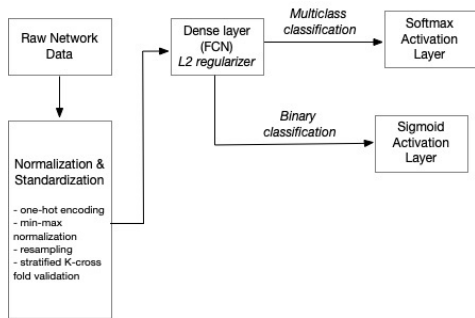 Raw Network
Data
Normalization &
Standardization
- one-hot encoding
- min-max
normalization
- resampling
- stratified K-cross
fold validation
Dense layer
(FCN)
L2 regularizer
Multiclass
classification
Softmax
Activation
Layer
Binary
classification
Sigmoid
Activation
Layer